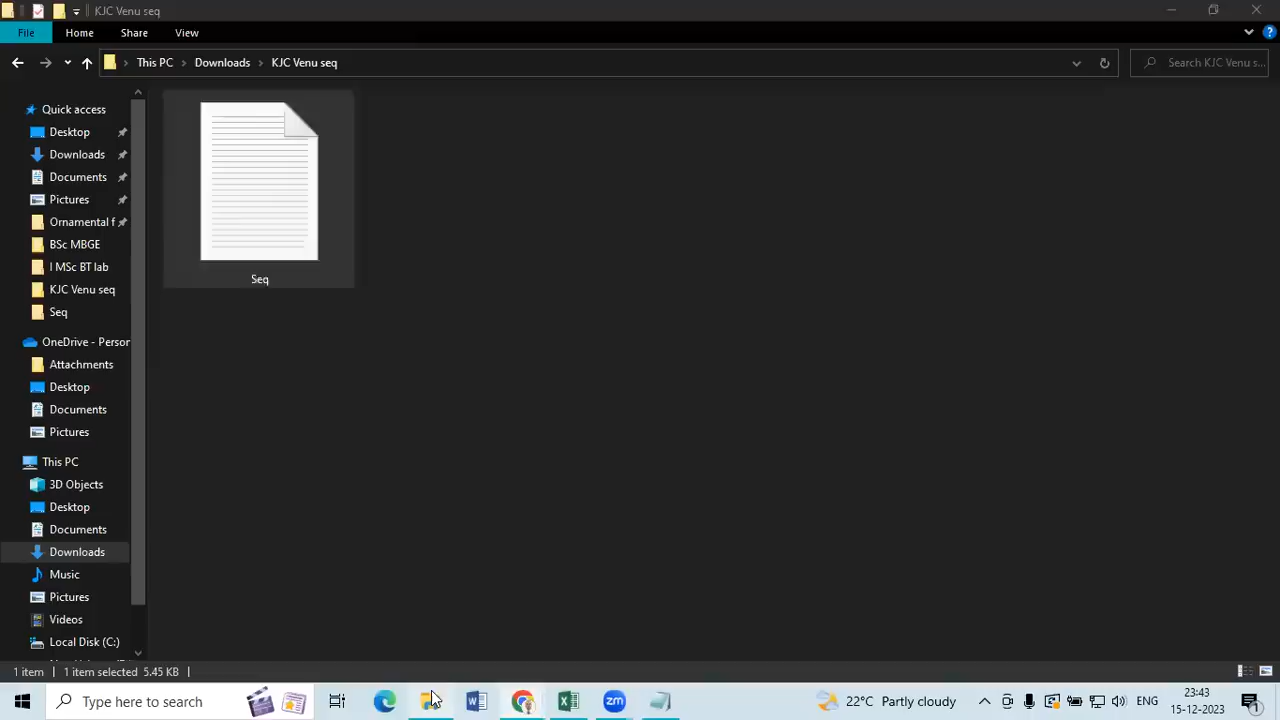 KJC Venu seq
File Home Share View
This PC Downloads KJC Venu seq
Search KJC Venu s...
Quick access
Desktop
Downloads
Documents
Pictures
Ornamental f
BSc MBGE
I MSc BT lab
KJC Venu seq
Seq
OneDrive - Person
Attachments
Desktop
Documents
Pictures
This PC
3D Objects
Desktop
Documents
Downloads
Music
Pictures
Videos
Local Disk (C:)
Seq
1 item 1 item selected 5.45 KB
Type here to search
zm
22°C Partly cloudy
ENG
23:43
15-12-2023
1